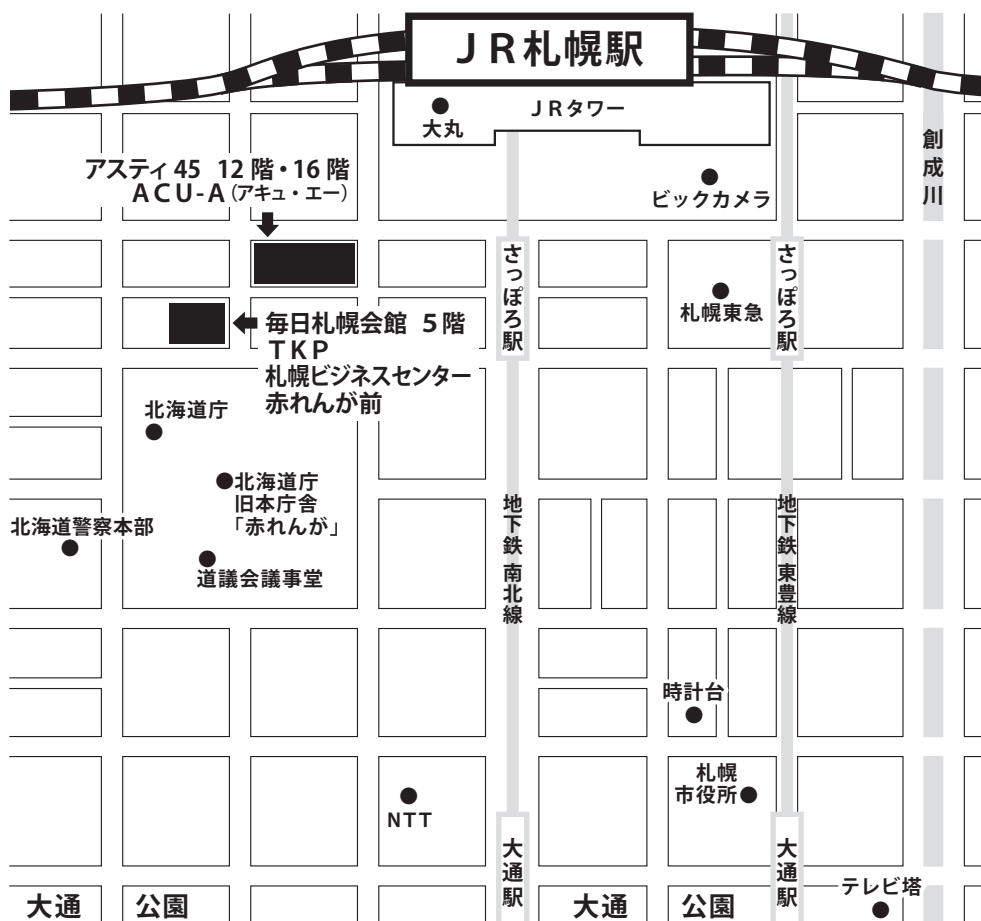 JR札幌駅
大丸
JRタワー
創成川
アスティ45 12階・16階
ACU-A(アキュ・エー)
ビックカメラ
さっぽろ駅
さっぽろ駅
札幌東急
毎日札幌会館 5階
TKP
札幌ビジネスセンター
赤れんが前
北海道庁
北海道庁
旧本庁舎
「赤れんが」
北海道警察本部
道議会議事堂
地下鉄 南北線
地下鉄 東豊線
時計台
札幌
市役所
NTT
大通駅
大通駅
テレビ塔
大通 公園
大通 公園